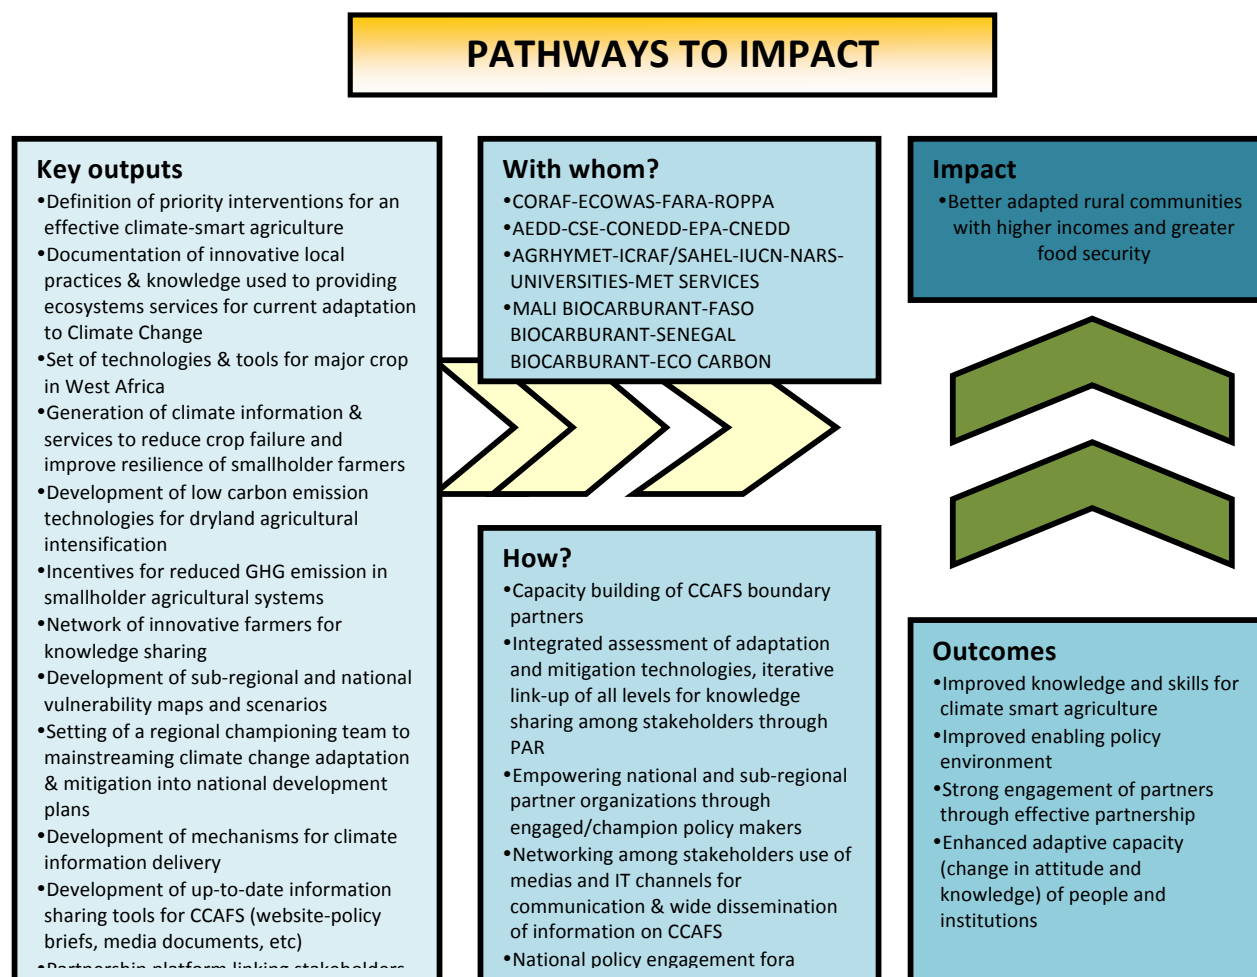 PATHWAYS TO IMPACT
Key outputs
•Definition of priority interventions for an
effective climate-smart agriculture
•Documentation of innovative local
practices & knowledge used to providing
ecosystems services for current adaptation
to Climate Change
•Set of technologies & tools for major crop
in West Africa
•Generation of climate information &
services to reduce crop failure and
improve resilience of smallholder farmers
•Development of low carbon emission
technologies for dryland agricultural
intensification
•Incentives for reduced GHG emission in
smallholder agricultural systems
•Network of innovative farmers for
knowledge sharing
•Development of sub-regional and national
vulnerability maps and scenarios
•Setting of a regional championing team to
mainstreaming climate change adaptation
& mitigation into national development
plans
•Development of mechanisms for climate
information delivery
•Development of up-to-date information
sharing tools for CCAFS (website-policy
briefs, media documents, etc)
•Partnership platform linking stakeholders
With whom?
•CORAF-ECOWAS-FARA-ROPPA
•AEDD-CSE-CONEDD-EPA-CNEDD
•AGRHYMET-ICRAF/SAHEL-IUCN-NARS-
UNIVERSITIES-MET SERVICES
•MALI BIOCARBURANT-FASO
BIOCARBURANT-SENEGAL
BIOCARBURANT-ECO CARBON
How?
•Capacity building of CCAFS boundary
partners
•Integrated assessment of adaptation
and mitigation technologies, iterative
link-up of all levels for knowledge
sharing among stakeholders through
PAR
•Empowering national and sub-regional
partner organizations through
engaged/champion policy makers
•Networking among stakeholders use of
medias and IT channels for
communication & wide dissemination
of information on CCAFS
•National policy engagement fora
Impact
•Better adapted rural communities
with higher incomes and greater
food security
Outcomes
•Improved knowledge and skills for
climate smart agriculture
•Improved enabling policy
environment
•Strong engagement of partners
through effective partnership
•Enhanced adaptive capacity
(change in attitude and
knowledge) of people and
institutions